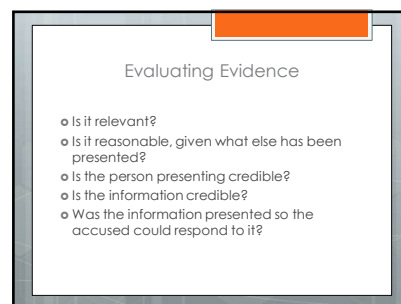 Evaluating Evidence
Is it relevant?
Is it reasonable, given what else has been
presented?
Is the person presenting credible?
Is the information credible?
Was the information presented so the
accused could respond to it?